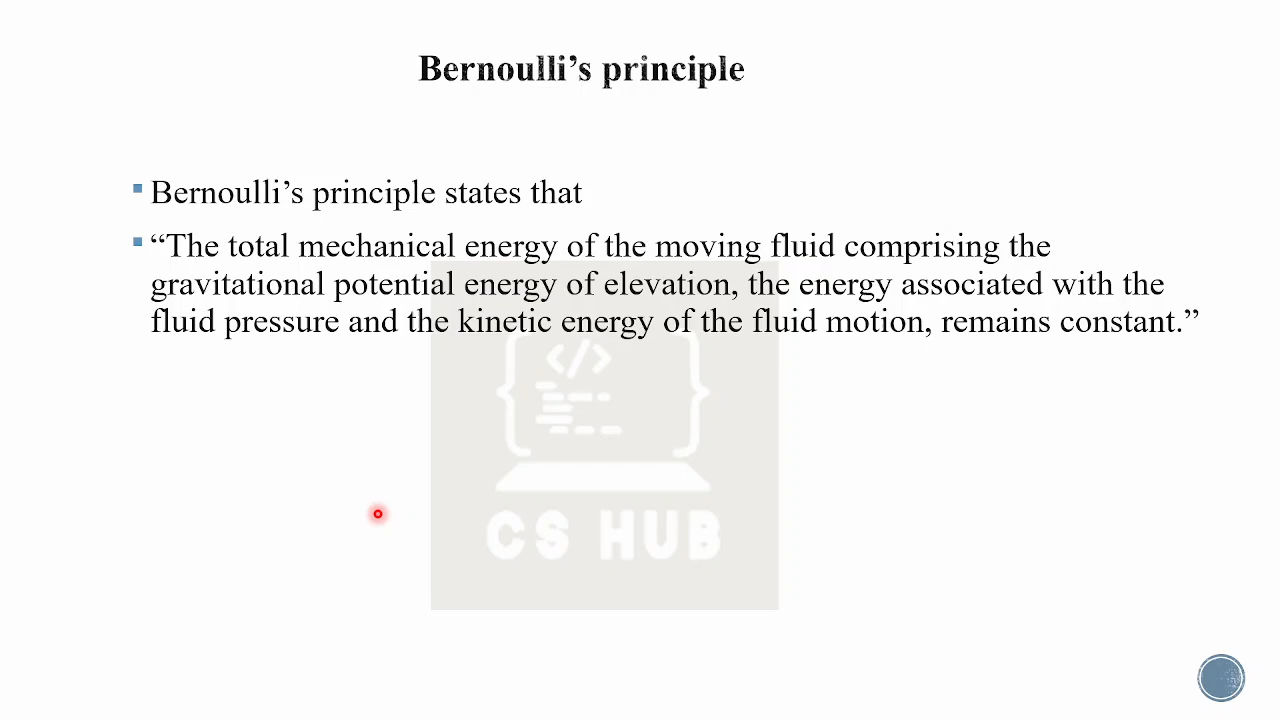 Bernoulli’s principle
Bernoulli’s principle states that
“The total mechanical energy of the moving fluid comprising the
gravitational potential energy of elevation, the energy associated with the
fluid pressure and the kinetic energy of the fluid motion, remains constant.”
</>
CS HUB